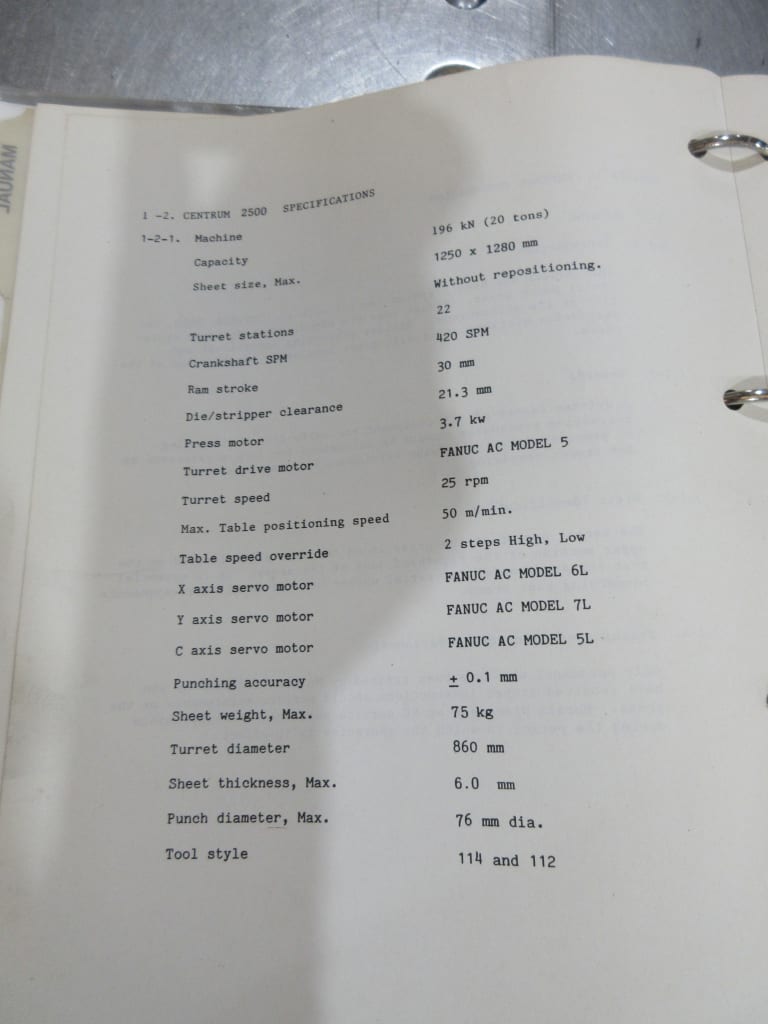 MANUAL
1 -2. CENTRUM 2500 SPECIFICATIONS
1-2-1. Machine
Capacity 196 kN (20 tons)
Sheet size, Max. 1250 x 1280 mm
Without repositioning.
Turret stations 22
Crankshaft SPM 420 SPM
Ram stroke 30 mm
Die/stripper clearance 21.3 mm
Press motor 3.7 kw
Turret drive motor FANUC AC MODEL 5
Turret speed 25 rpm
Max. Table positioning speed 50 m/min.
Table speed override 2 steps High, Low
X axis servo motor FANUC AC MODEL 6L
Y axis servo motor FANUC AC MODEL 7L
C axis servo motor FANUC AC MODEL 5L
Punching accuracy ± 0.1 mm
Sheet weight, Max. 75 kg
Turret diameter 860 mm
Sheet thickness, Max. 6.0 mm
Punch diameter, Max. 76 mm dia.
Tool style 114 and 112